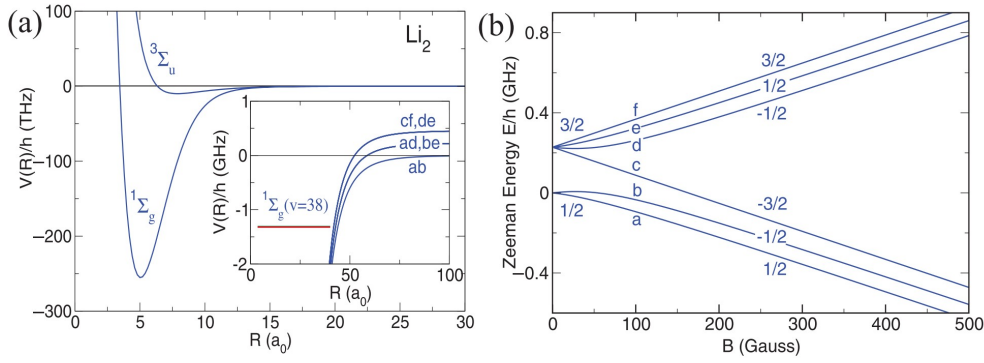 (a)
Li2
3Σu
1Σg
100
0
−100
−200
−300
V(R)/h (THz)
0
5
10
15
20
25
30
R (a0)
1
0
-1
-2
V(R)/h (GHz)
cf,de
ad,be
ab
1Σg(v=38)
50
100
R (a0)
(b)
0.8
0.4
0
−0.4
Zeeman Energy E/h (GHz)
3/2
1/2
-1/2
3/2
f
e
d
c
b
a
1/2
-3/2
-1/2
1/2
0
100
200
300
400
500
B (Gauss)